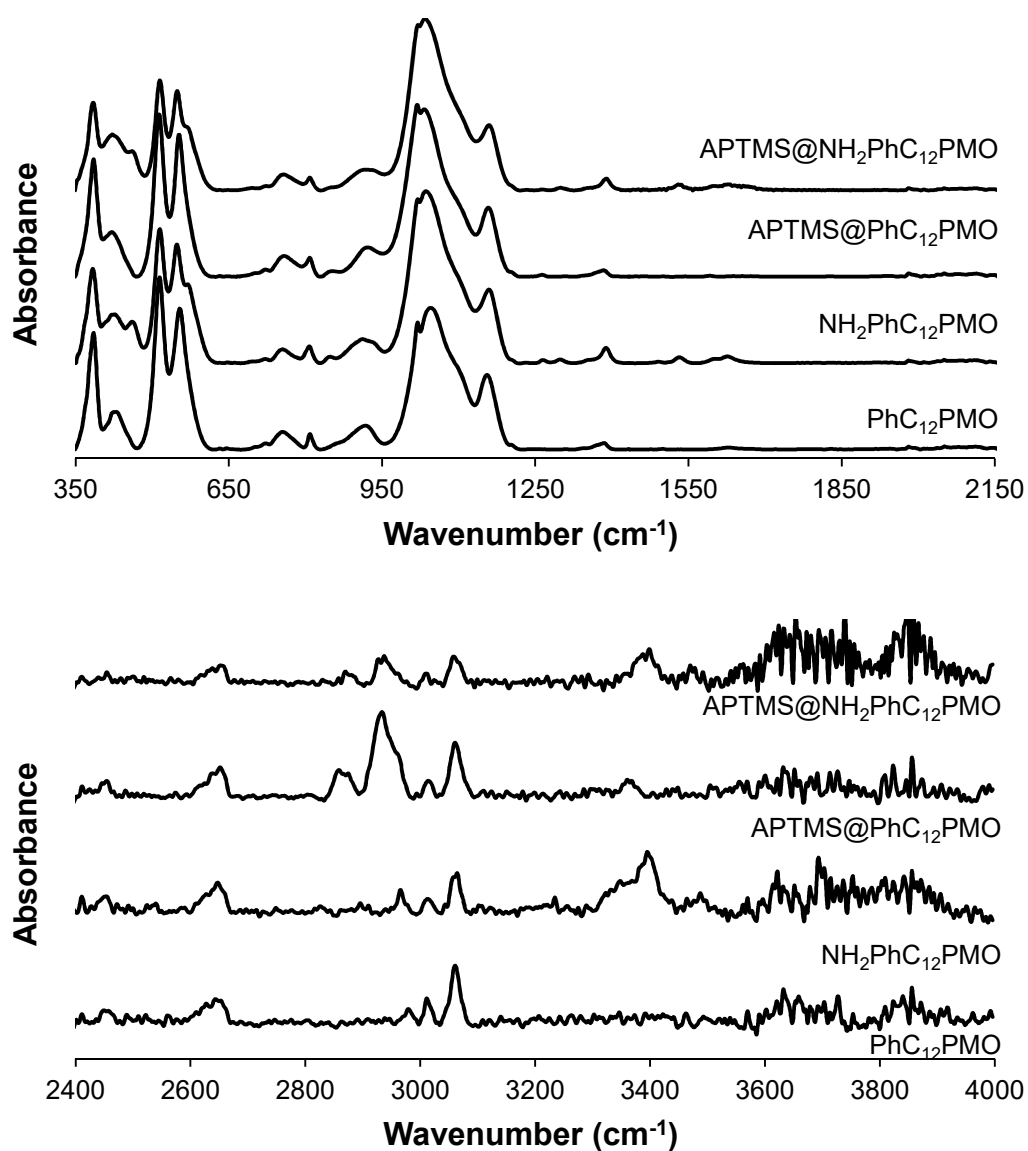 Absorbance
APTMS@NH₂PhC₁₂PMO
APTMS@PhC₁₂PMO
NH₂PhC₁₂PMO
PhC₁₂PMO
350 650 950 1250 1550 1850 2150
Wavenumber (cm⁻¹)
Absorbance
APTMS@NH₂PhC₁₂PMO
APTMS@PhC₁₂PMO
NH₂PhC₁₂PMO
PhC₁₂PMO
2400 2600 2800 3000 3200 3400 3600 3800 4000
Wavenumber (cm⁻¹)